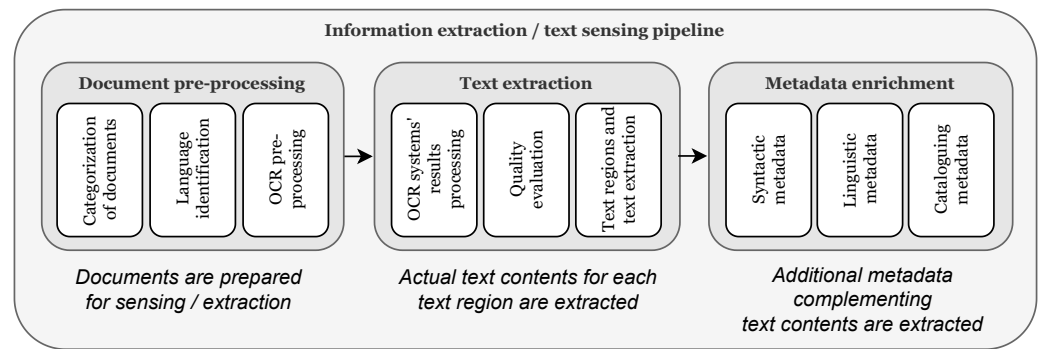 Information extraction / text sensing pipeline
Document pre-processing
Categorization
of documents
Language
identification
OCR pre-
processing
Documents are prepared
for sensing / extraction
Text extraction
OCR systems'
results
processing
Quality
evaluation
Text regions and
text extraction
Actual text contents for each
text region are extracted
Metadata enrichment
Syntactic
metadata
Linguistic
metadata
Cataloguing
metadata
Additional metadata
complementing
text contents are extracted